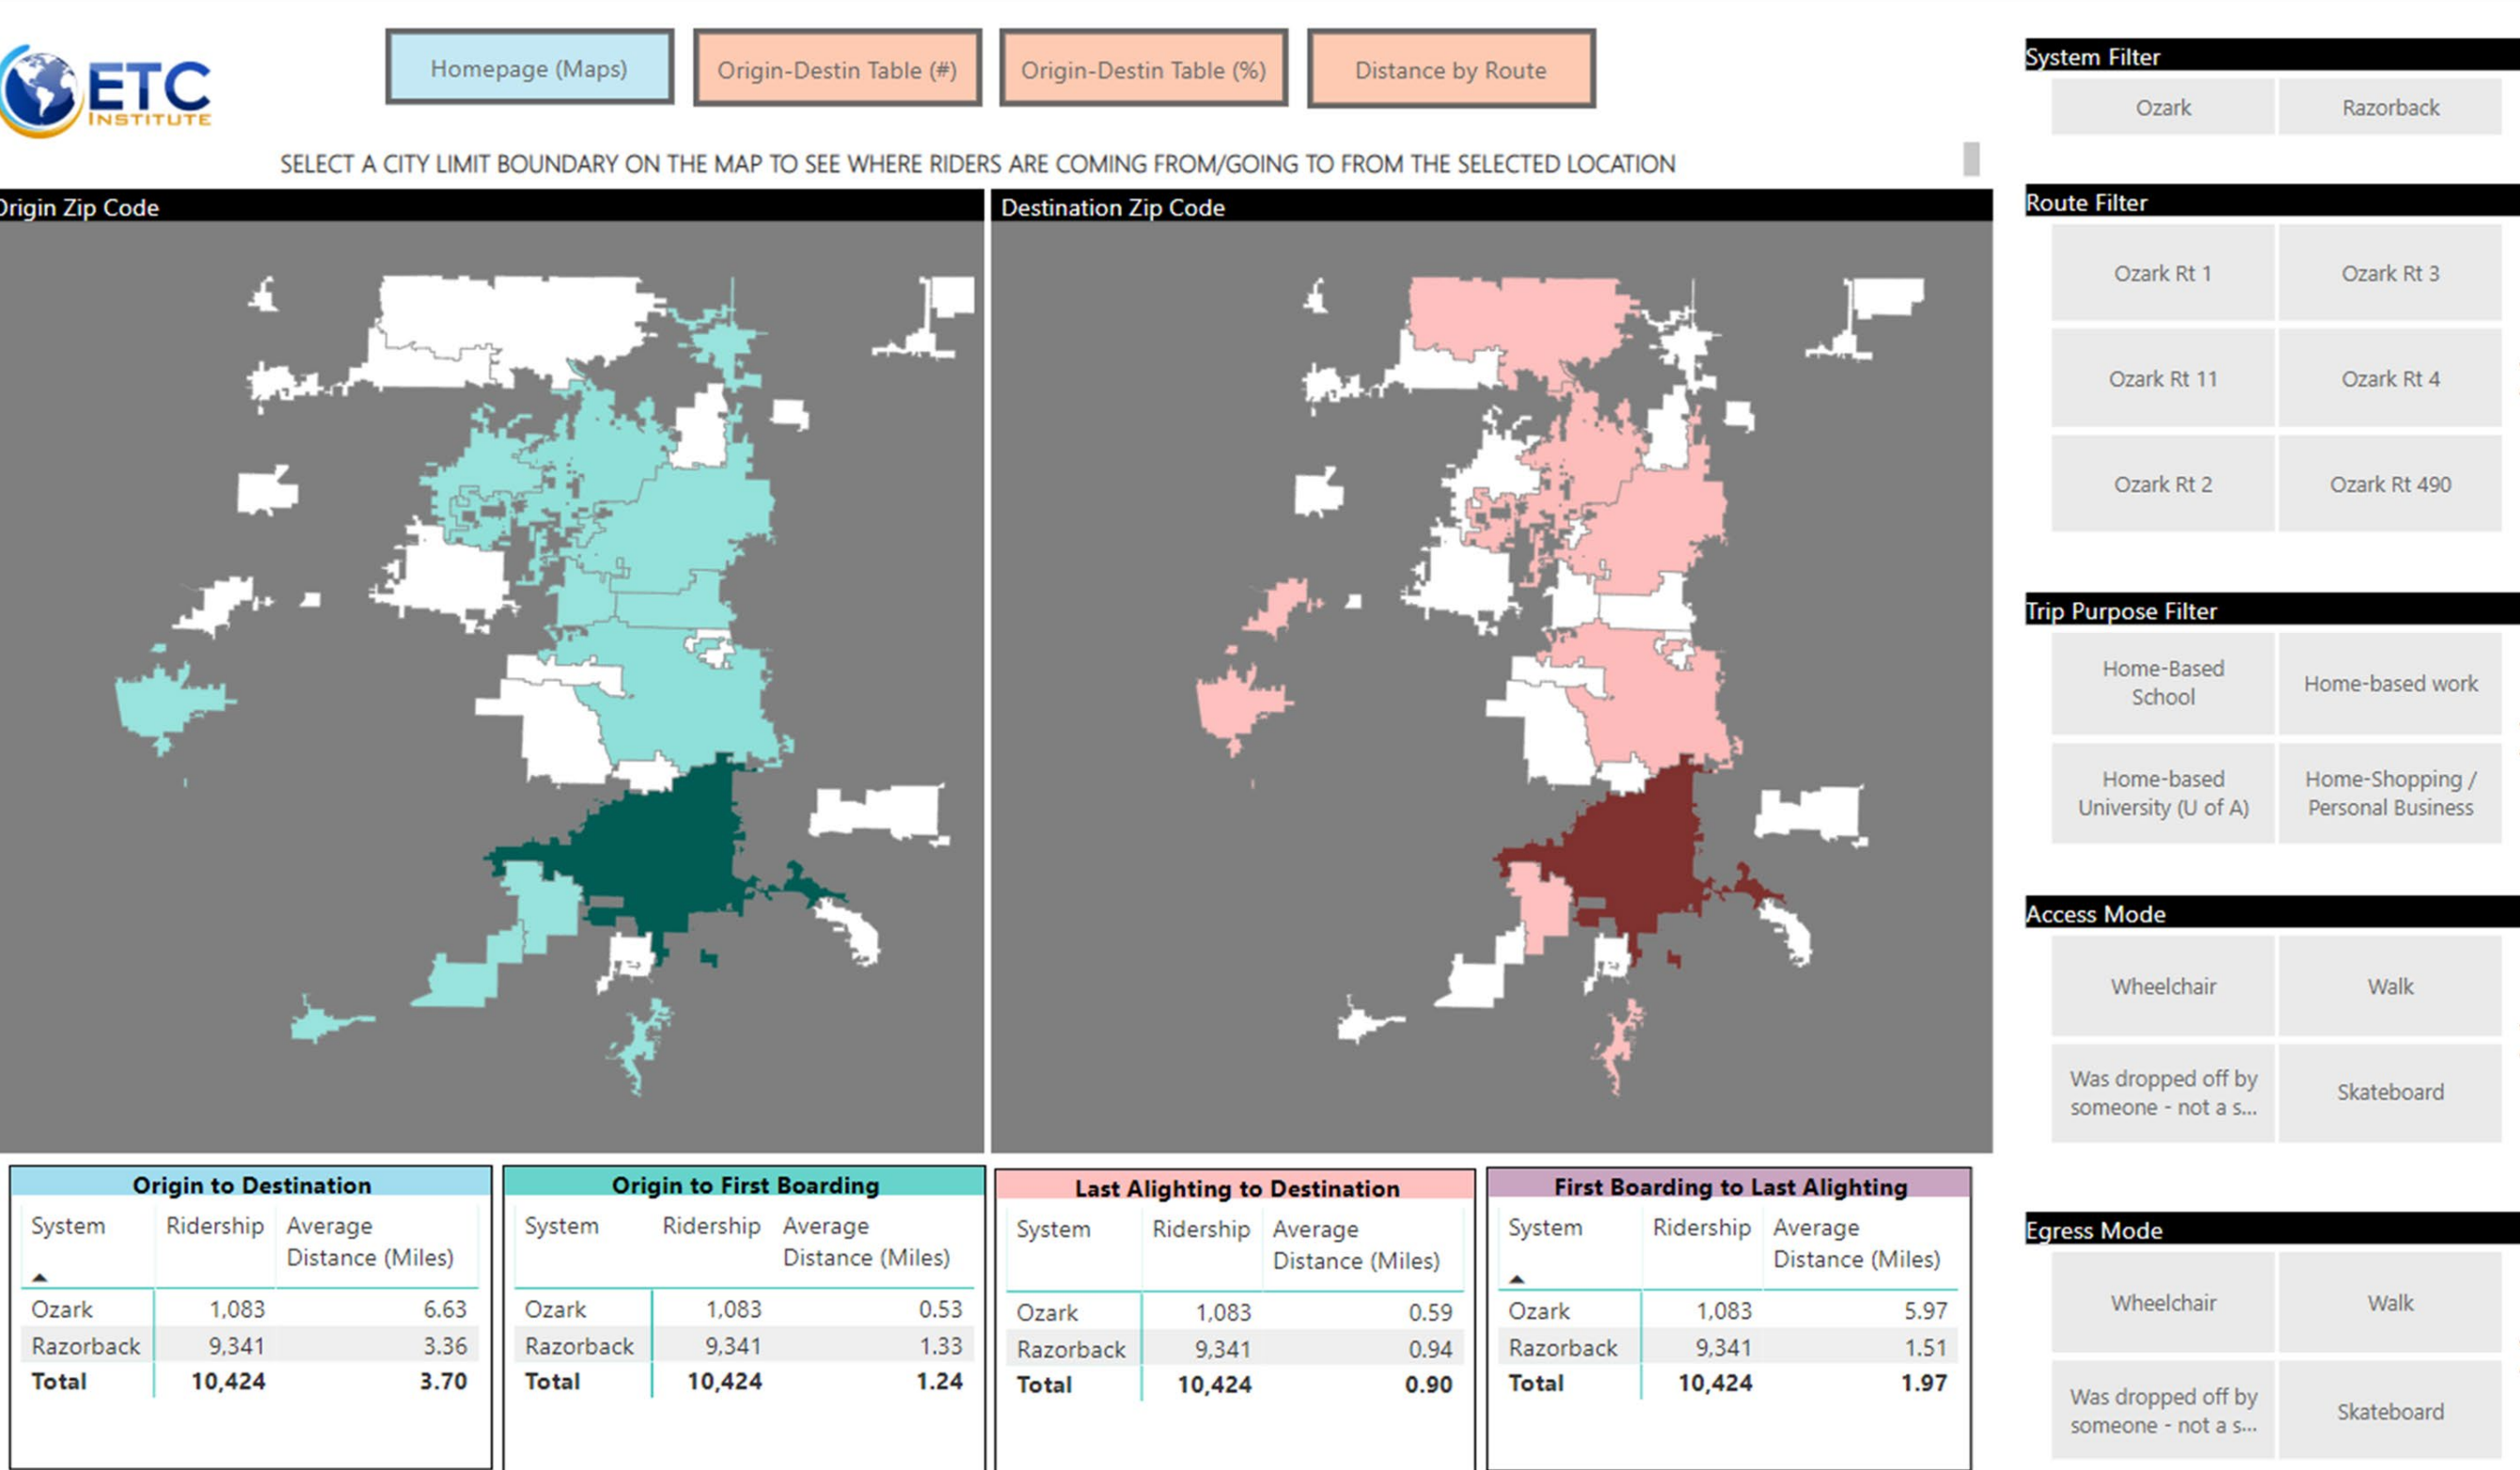 ETC
INSTITUTE
Homepage (Maps)
Origin-Destin Table (#)
Origin-Destin Table (%)
Distance by Route
SELECT A CITY LIMIT BOUNDARY ON THE MAP TO SEE WHERE RIDERS ARE COMING FROM/GOING TO FROM THE SELECTED LOCATION
Origin Zip Code
Destination Zip Code
System Filter
Ozark Razorback
Route Filter
Ozark Rt 1 Ozark Rt 3
Ozark Rt 11 Ozark Rt 4
Ozark Rt 2 Ozark Rt 490
Trip Purpose Filter
Home-Based
School
Home-based work
Home-based
University (U of A)
Home-Shopping /
Personal Business
Access Mode
Wheelchair Walk
Was dropped off by
someone - not a s...
Skateboard
Egress Mode
Wheelchair Walk
Was dropped off by
someone - not a s...
Skateboard
Origin to Destination
System Ridership Average
Distance (Miles)
Ozark 1,083 6.63
Razorback 9,341 3.36
Total 10,424 3.70
Origin to First Boarding
System Ridership Average
Distance (Miles)
Ozark 1,083 0.53
Razorback 9,341 1.33
Total 10,424 1.24
Last Alighting to Destination
System Ridership Average
Distance (Miles)
Ozark 1,083 0.59
Razorback 9,341 0.94
Total 10,424 0.90
First Boarding to Last Alighting
System Ridership Average
Distance (Miles)
Ozark 1,083 5.97
Razorback 9,341 1.51
Total 10,424 1.97